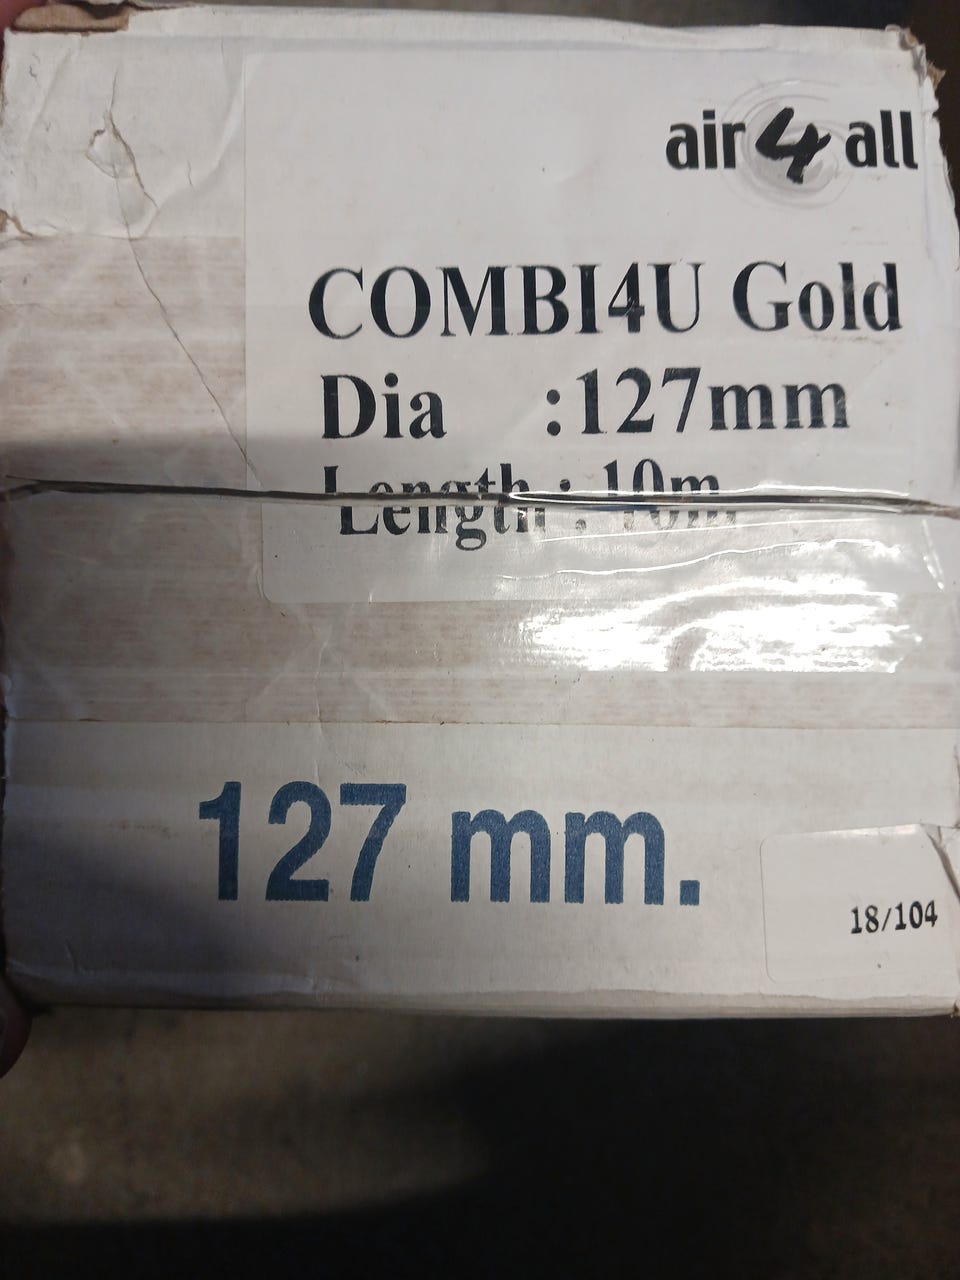 air4all
COMBI4U Gold
Dia :127mm
Length : 10m
127 mm.
18/104